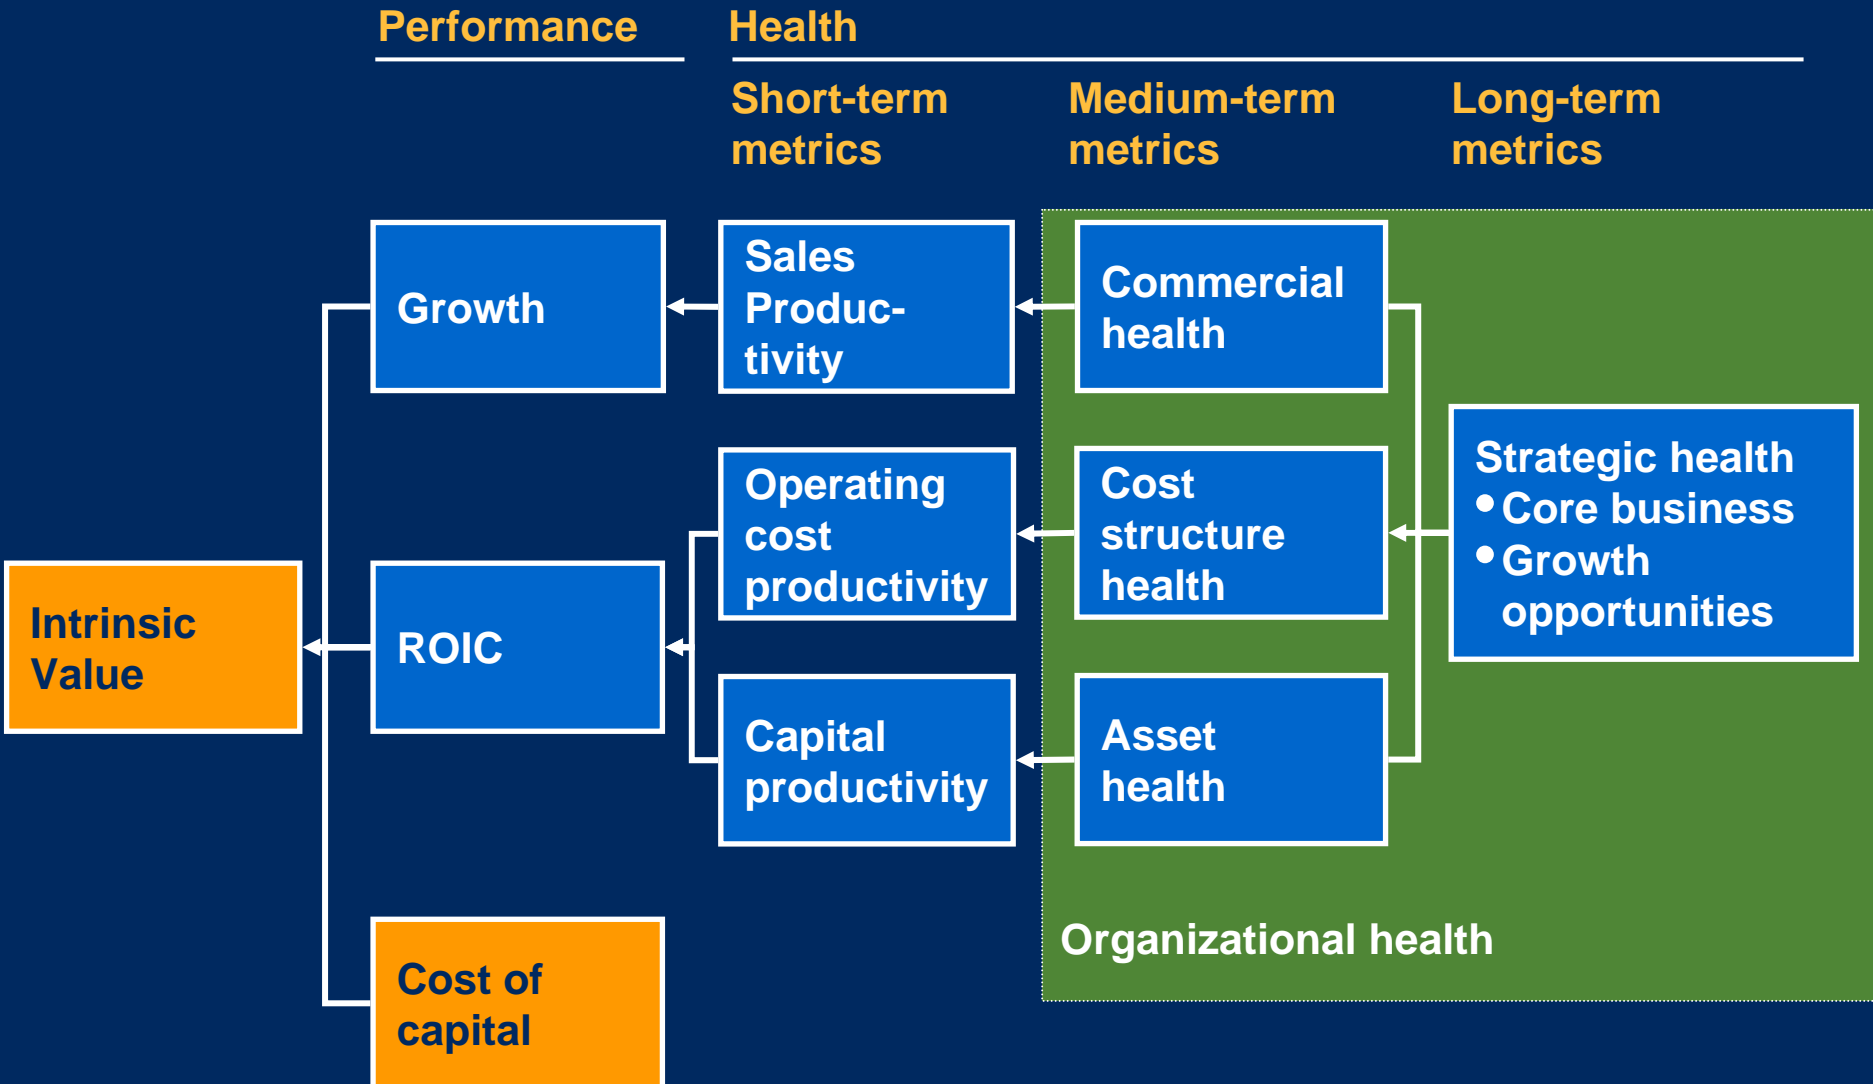 Performance
Health
Short-term
metrics
Medium-term
metrics
Long-term
metrics
Growth
Sales
Produc-
tivity
Commercial
health
Operating
cost
productivity
Cost
structure
health
Strategic health
•Core business
•Growth
opportunities
Intrinsic
Value
ROIC
Capital
productivity
Asset
health
Organizational health
Cost of
capital